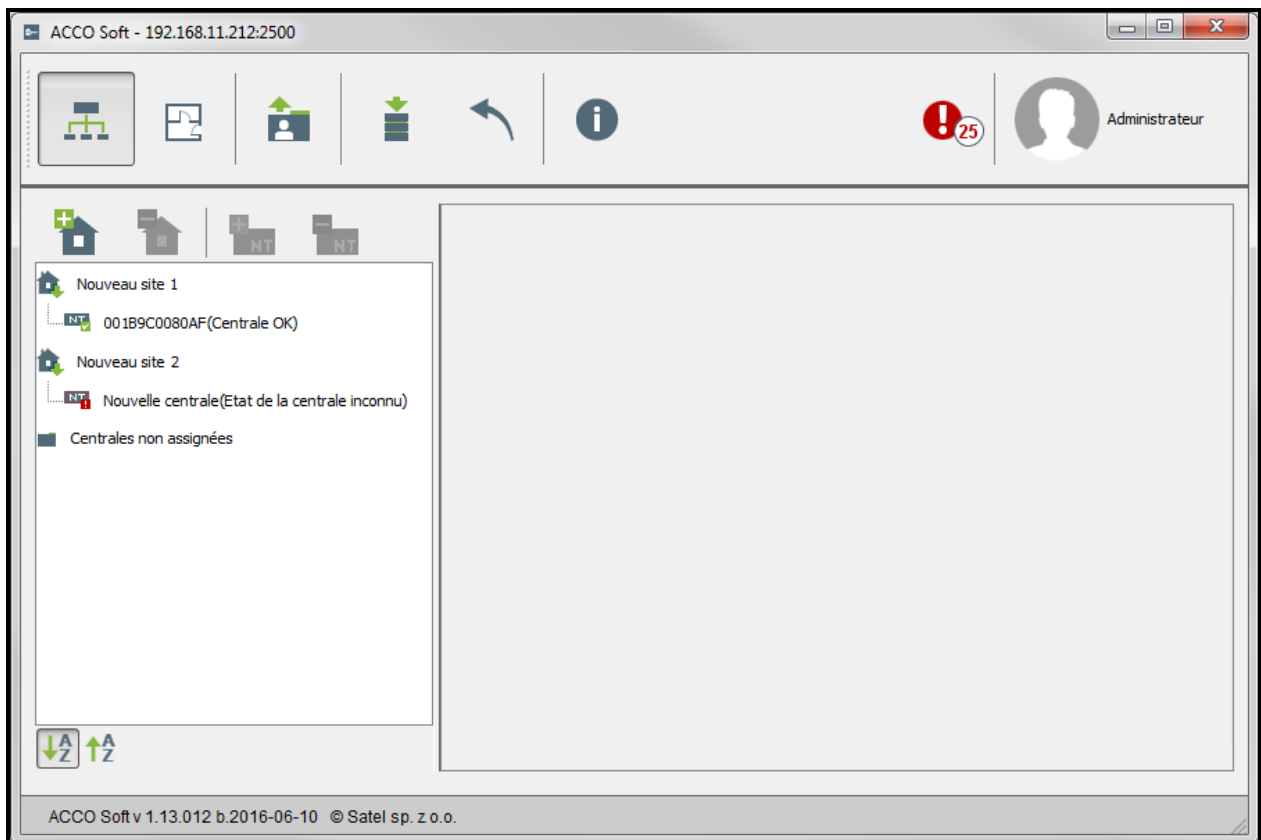 ACCO Soft - 192.168.11.212:2500
25
Administrateur
NT NT
Nouveau site 1
NT 001B9C0080AF(Centrale OK)
Nouveau site 2
NT Nouvelle centrale(Etat de la centrale inconnu)
Centrales non assignées
A Z A Z
ACCO Soft v 1.13.012 b.2016-06-10 © Satel sp. z o.o.